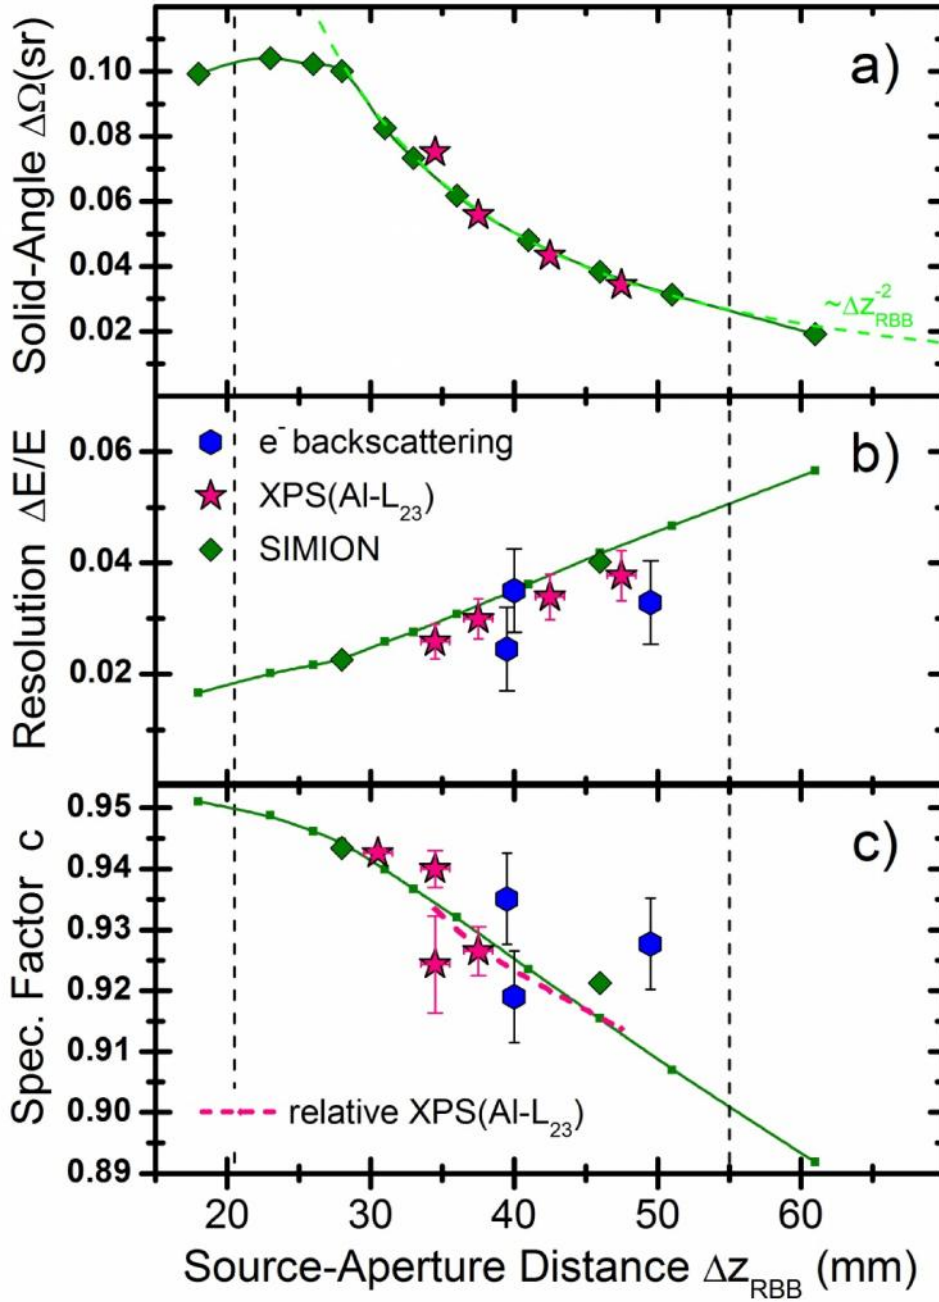 a)
Solid-Angle ΔΩ(sr)
0.10
0.08
0.06
0.04
0.02
~Δz_RBB^-2
b)
Resolution ΔE/E
0.06
0.04
0.02
e⁻ backscattering
XPS(Al-L₂₃)
SIMION
c)
Spec. Factor c
0.95
0.94
0.93
0.92
0.91
0.90
0.89
relative XPS(Al-L₂₃)
20 30 40 50 60
Source-Aperture Distance Δz_RBB (mm)